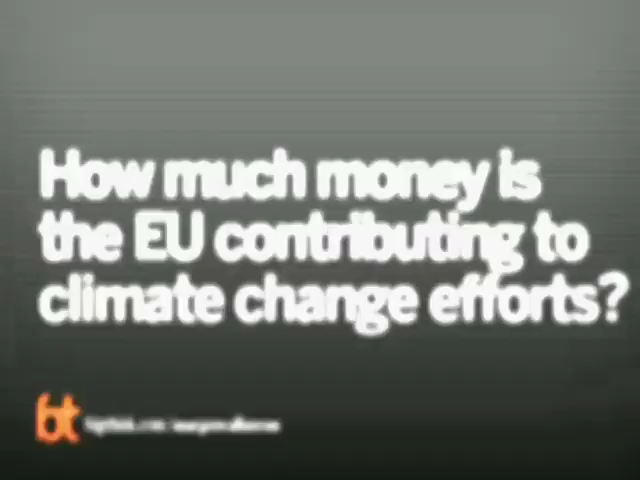 How much money is
the EU contributing to
climate change efforts?
bt